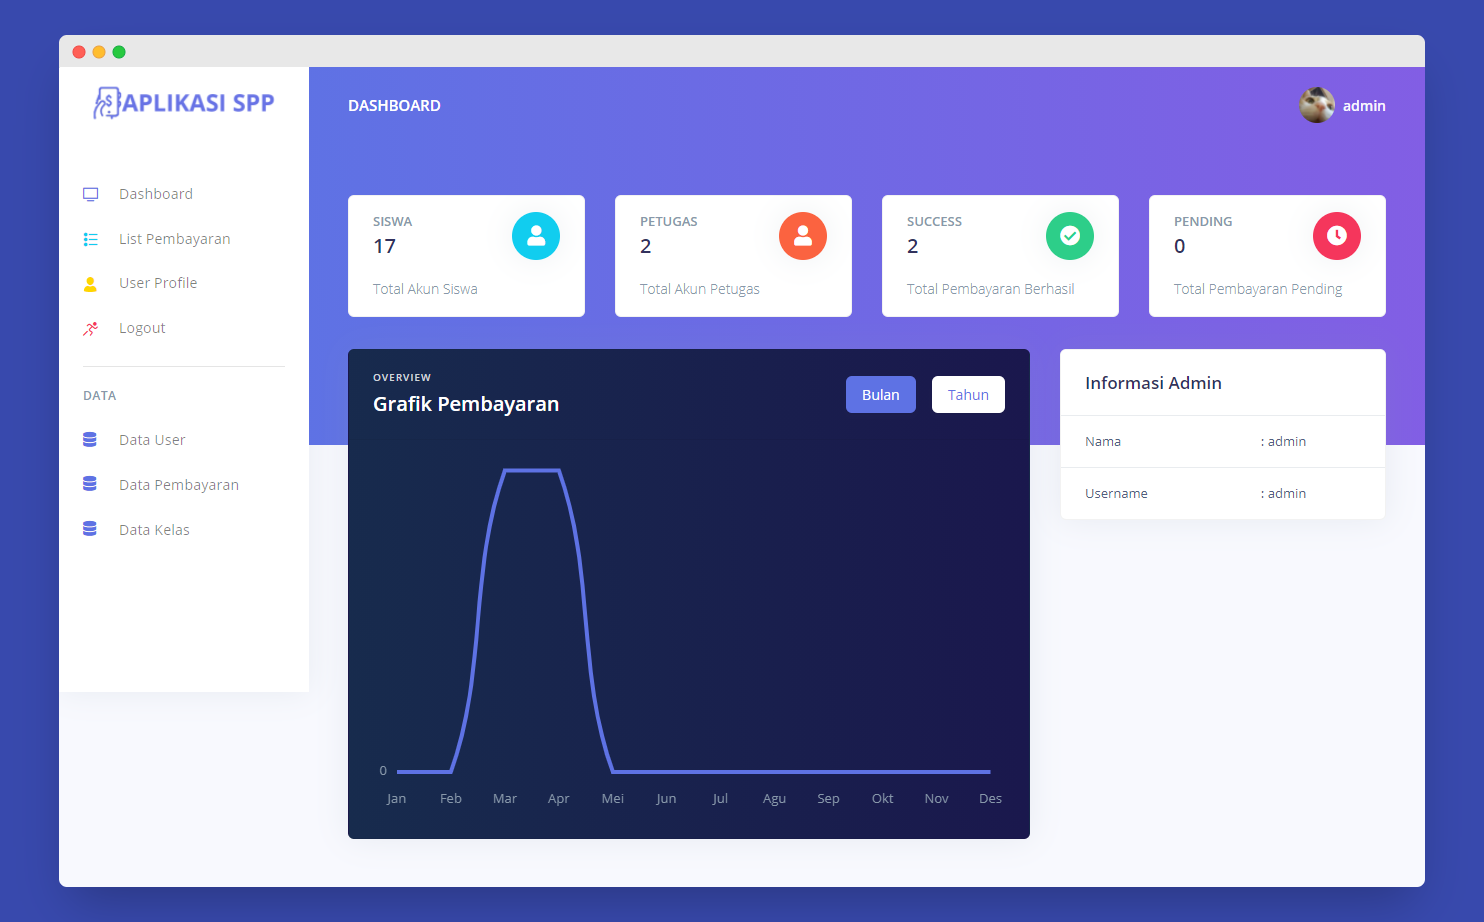 APLIKASI SPP
Dashboard
List Pembayaran
User Profile
Logout
DATA
Data User
Data Pembayaran
Data Kelas
DASHBOARD
admin
SISWA
17
Total Akun Siswa
PETUGAS
2
Total Akun Petugas
SUCCESS
2
Total Pembayaran Berhasil
PENDING
0
Total Pembayaran Pending
OVERVIEW
Grafik Pembayaran
Bulan
Tahun
0
Jan Feb Mar Apr Mei Jun Jul Agu Sep Okt Nov Des
Informasi Admin
Nama : admin
Username : admin